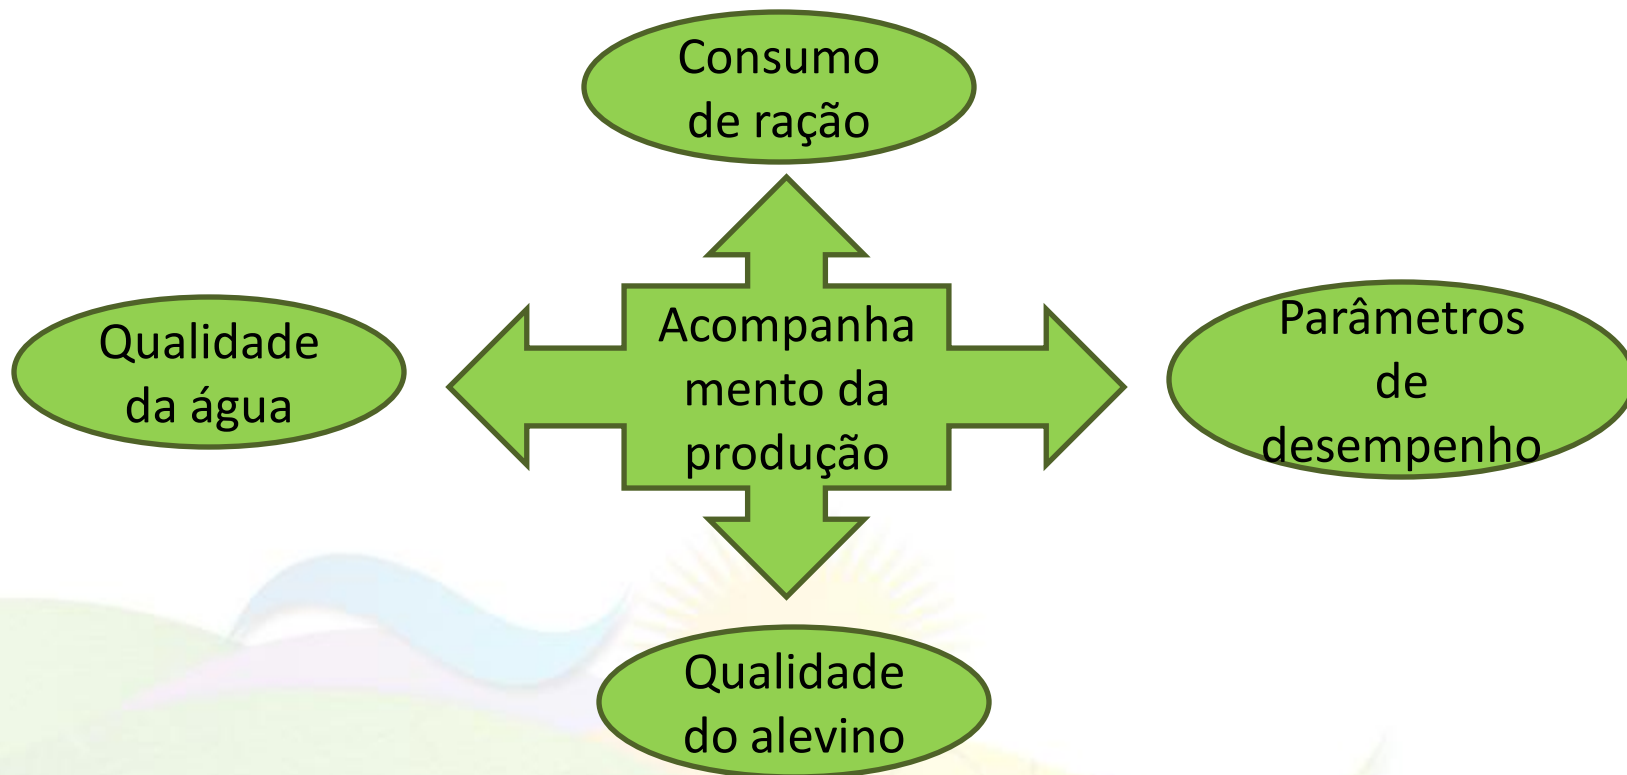 Consumo
de ração
Qualidade
da água
Acompanha
mento da
produção
Parâmetros
de
desempenho
Qualidade
do alevino